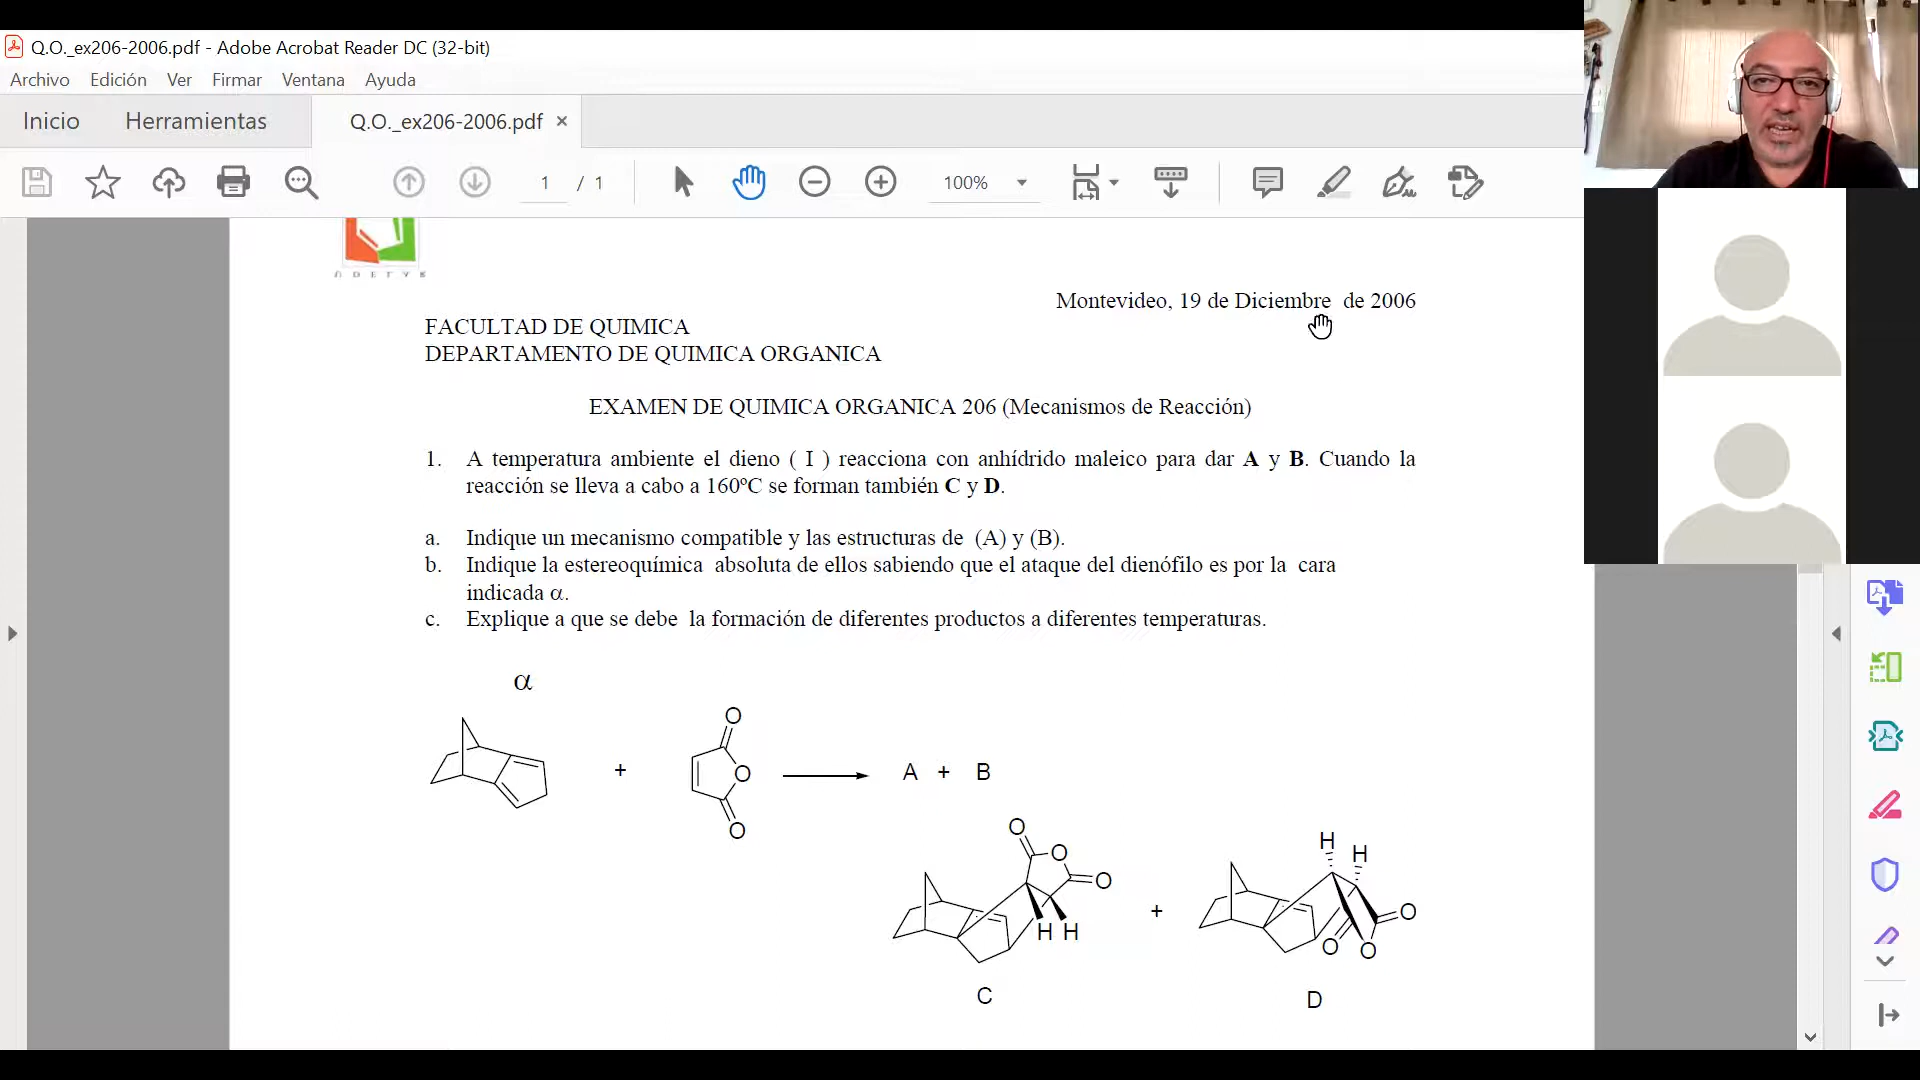 Q.O._ex206-2006.pdf - Adobe Acrobat Reader DC (32-bit)
Archivo Edición Ver Firmar Ventana Ayuda
Inicio Herramientas Q.O._ex206-2006.pdf ×
1 / 1 100%
Montevideo, 19 de Diciembre de 2006
FACULTAD DE QUIMICA
DEPARTAMENTO DE QUIMICA ORGANICA
EXAMEN DE QUIMICA ORGANICA 206 (Mecanismos de Reacción)
1. A temperatura ambiente el dieno ( I ) reacciona con anhídrido maleico para dar A y B. Cuando la
reacción se lleva a cabo a 160ºC se forman también C y D.
a. Indique un mecanismo compatible y las estructuras de (A) y (B).
b. Indique la estereoquímica absoluta de ellos sabiendo que el ataque del dienófilo es por la cara
indicada α.
c. Explique a que se debe la formación de diferentes productos a diferentes temperaturas.
α
O
+ O A + B
O
O O O
H H
+ O
H H O O
C D